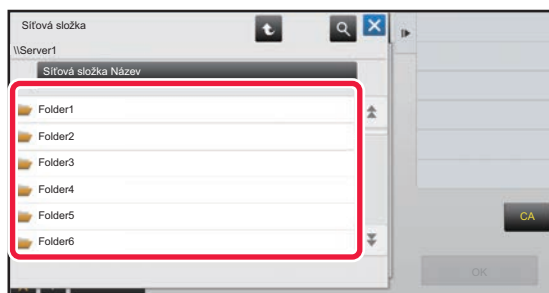 Síťová složka
\\Server1
Síťová složka Název
Folder1
Folder2
Folder3
Folder4
Folder5
Folder6
CA
OK